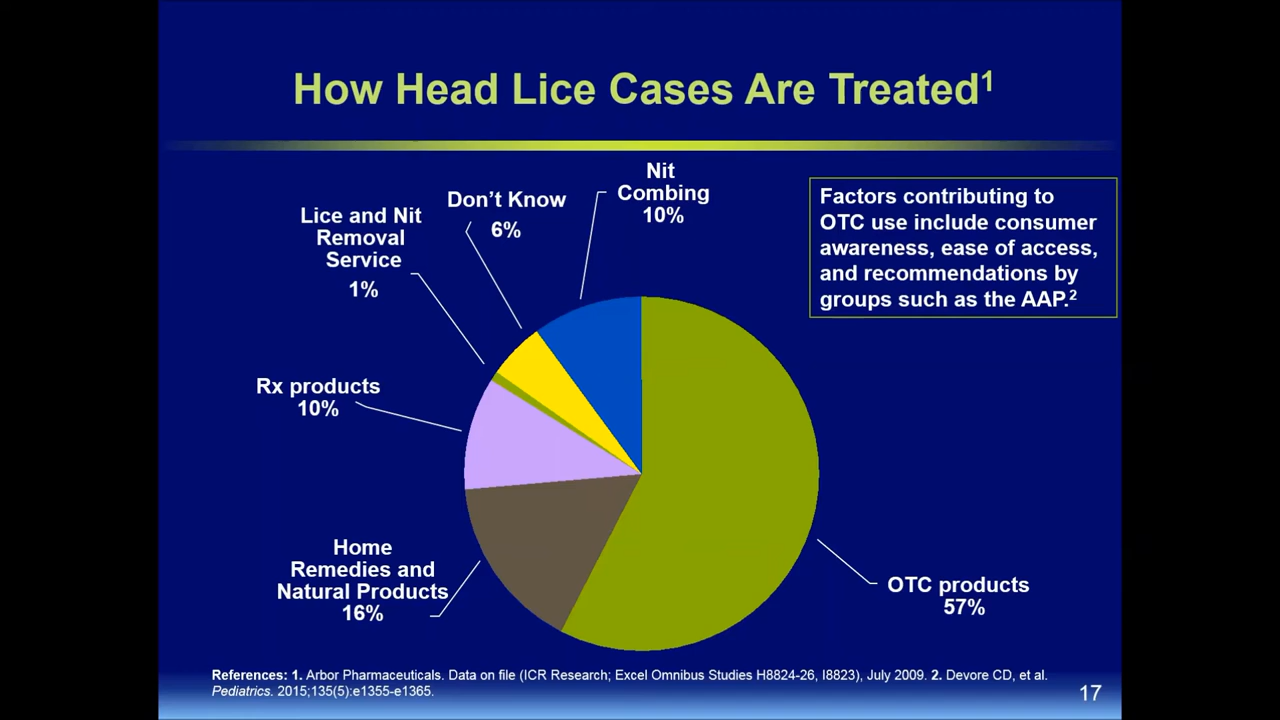 How Head Lice Cases Are Treated1
Nit
Combing
10%
Don't Know
6%
Lice and Nit
Removal
Service
1%
Factors contributing to
OTC use include consumer
awareness, ease of access,
and recommendations by
groups such as the AAP.2
Rx products
10%
Home
Remedies and
Natural Products
16%
OTC products
57%
References: 1. Arbor Pharmaceuticals. Data on file (ICR Research; Excel Omnibus Studies H8824-26, I8823), July 2009. 2. Devore CD, et al.
Pediatrics. 2015;135(5):e1355-e1365.
17